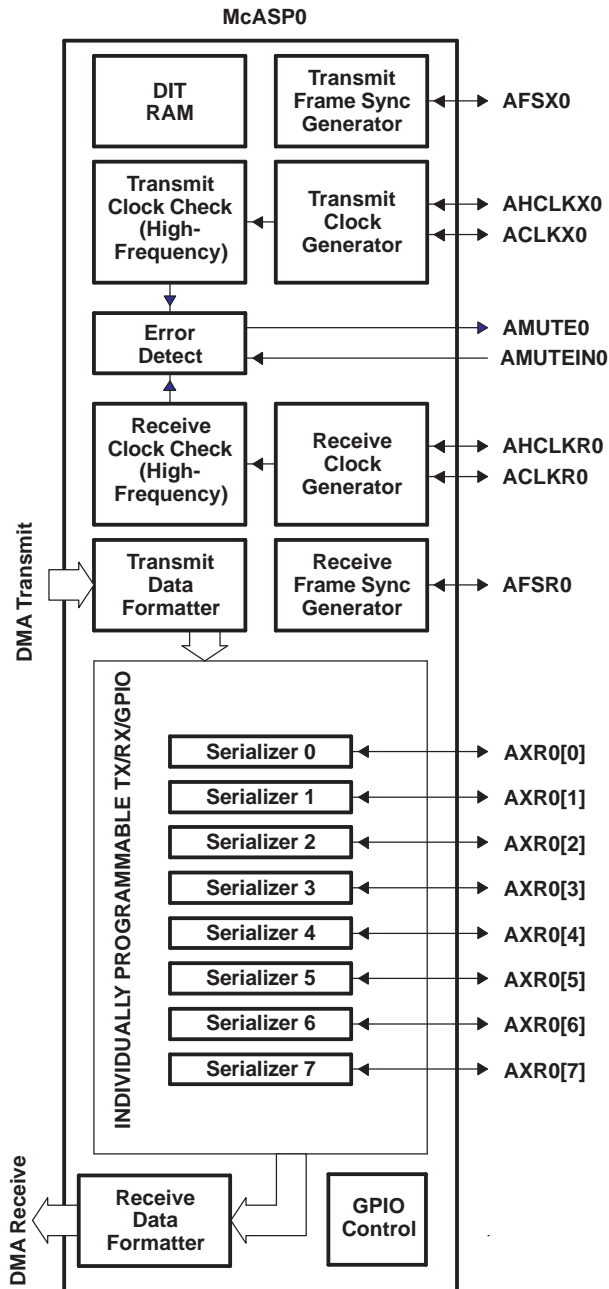 McASP0
DIT
RAM
Transmit
Frame Sync
Generator
AFSX0
Transmit
Clock Check
(High-
Frequency)
Transmit
Clock
Generator
AHCLKX0
ACLKX0
Error
Detect
AMUTE0
AMUTEIN0
Receive
Clock Check
(High-
Frequency)
Receive
Clock
Generator
AHCLKR0
ACLKR0
DMA Transmit
Transmit
Data
Formatter
Receive
Frame Sync
Generator
AFSR0
INDIVIDUALLY PROGRAMMABLE TX/RX/GPIO
Serializer 0
AXR0[0]
Serializer 1
AXR0[1]
Serializer 2
AXR0[2]
Serializer 3
AXR0[3]
Serializer 4
AXR0[4]
Serializer 5
AXR0[5]
Serializer 6
AXR0[6]
Serializer 7
AXR0[7]
DMA Receive
Receive
Data
Formatter
GPIO
Control